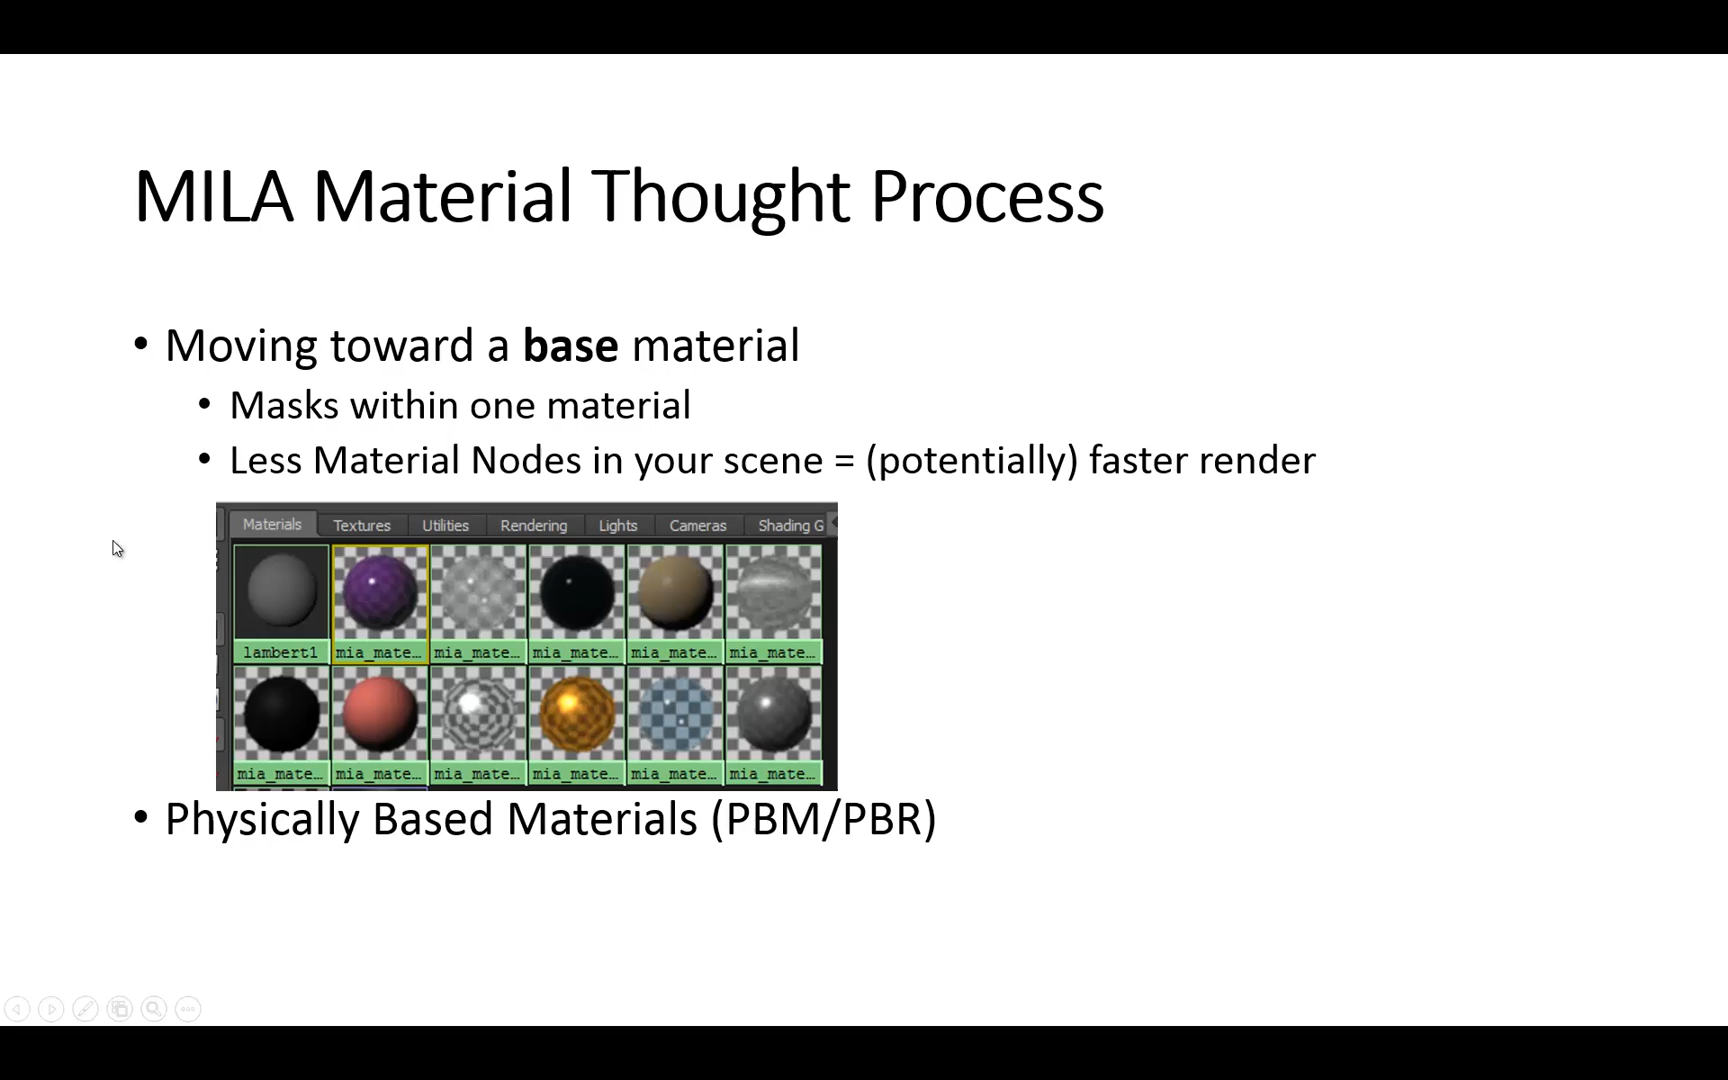 MILA Material Thought Process
• Moving toward a base material
• Masks within one material
• Less Material Nodes in your scene = (potentially) faster render
Materials Textures Utilities Rendering Lights Cameras Shading G
lambert1 mia_mate... mia_mate... mia_mate... mia_mate... mia_mate...
mia_mate... mia_mate... mia_mate... mia_mate... mia_mate... mia_mate...
• Physically Based Materials (PBM/PBR)